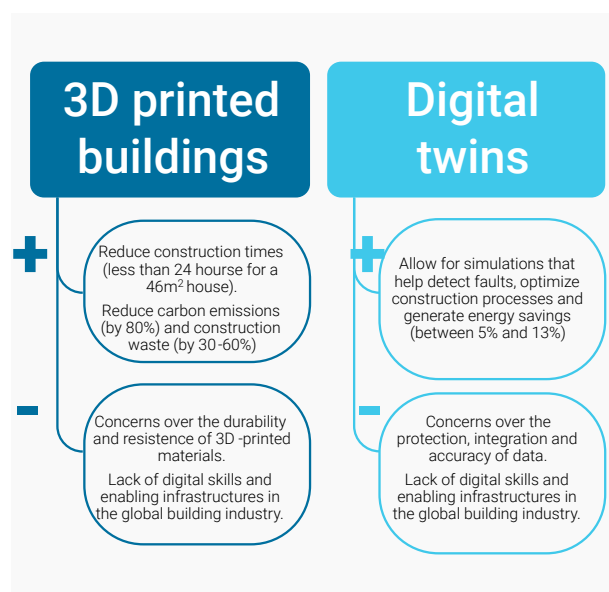 3D printed
buildings
+
Reduce construction times
(less than 24 hourse for a
46m² house).
Reduce carbon emissions
(by 80%) and construction
waste (by 30-60%)
-
Concerns over the durability
and resistence of 3D -printed
materials.
Lack of digital skills and
enabling infrastructures in
the global building industry.
Digital
twins
+
Allow for simulations that
help detect faults, optimize
construction processes and
generate energy savings
(between 5% and 13%)
-
Concerns over the
protection, integration and
accuracy of data.
Lack of digital skills and
enabling infrastructures in
the global building industry.